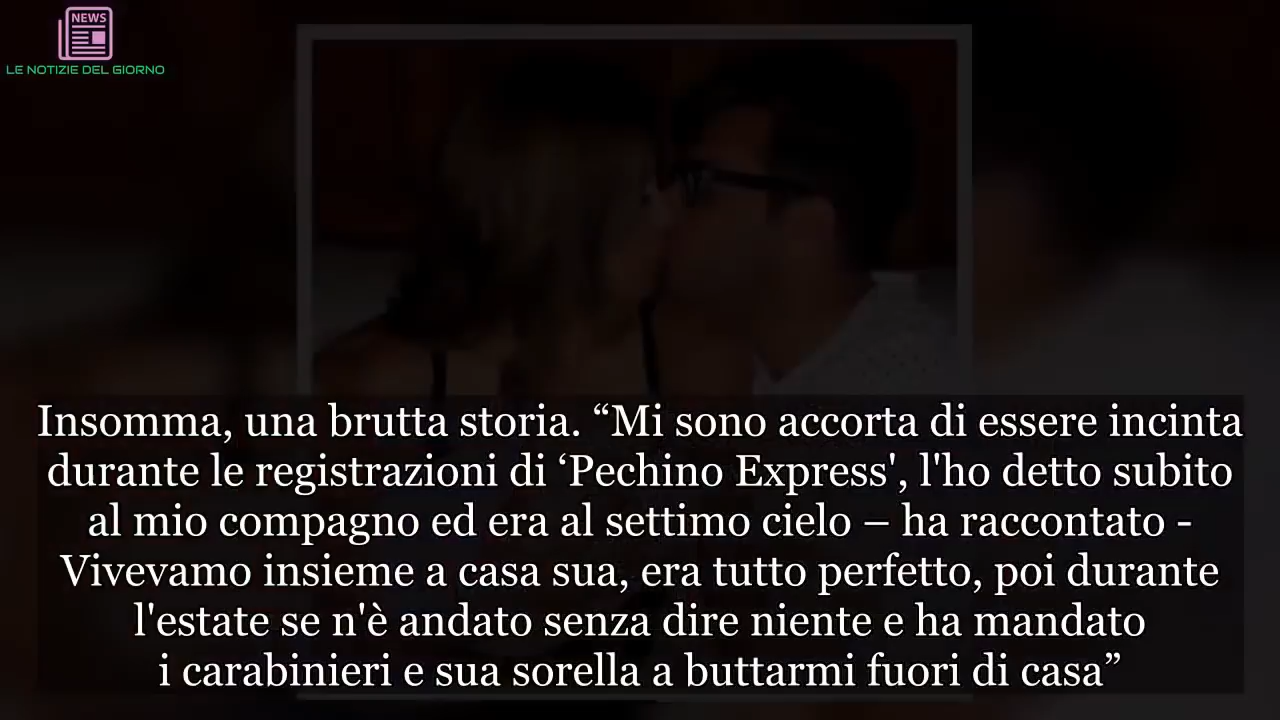 NEWS
LE NOTIZIE DEL GIORNO
Insomma, una brutta storia. “Mi sono accorta di essere incinta
durante le registrazioni di ‘Pechino Express', l'ho detto subito
al mio compagno ed era al settimo cielo – ha raccontato -
Vivevamo insieme a casa sua, era tutto perfetto, poi durante
l'estate se n'è andato senza dire niente e ha mandato
i carabinieri e sua sorella a buttarmi fuori di casa”